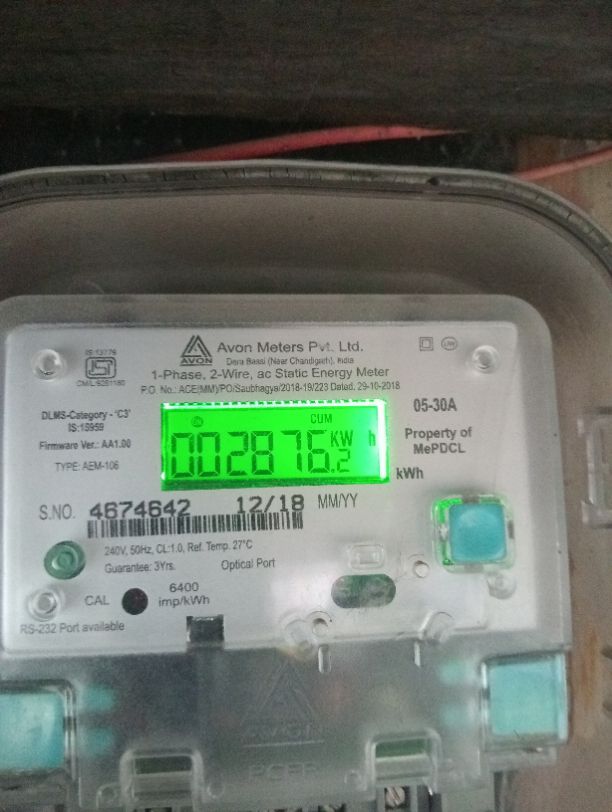 IS:13779
ISI
CM/L-9261180
AVON
Avon Meters Pvt. Ltd.
Dera Bassi (Near Chandigarh), India
1-Phase, 2-Wire, ac Static Energy Meter
P.O. No.: ACE(MM)/PO/Saubhagya/2018-19/223 Dated. 29-10-2018
DLMS-Category - 'C3'
IS:15959
Firmware Ver.: AA1.00
TYPE: AEM-106
CUM
002876.2 KW h
kWh
05-30A
Property of
MePDCL
S.NO. 4674642 12/18 MM/YY
240V, 50Hz, CL:1.0, Ref. Temp. 27°C
Guarantee: 3Yrs. Optical Port
CAL 6400
imp/kWh
RS-232 Port available
AVON